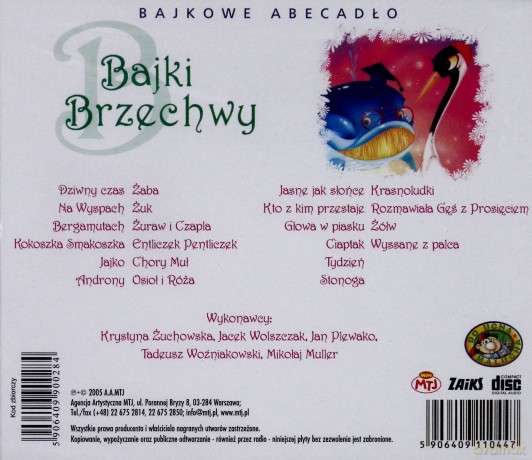 BAJKOWE ABECADŁO
B
Bajki
Brzechwy
Dziwny czas
Na Wyspach
Bergamutach
Kokoszka Smakoszka
Jajko
Androny
Żaba
Żuk
Żuraw i Czapla
Entliczek Pentliczek
Chory Muł
Osioł i Róża
Jasne jak słońce
Kto z kim przestaje
Głowa w piasku
Ciaptak
Tydzień
Stonoga
Krasnoludki
Rozmawiała Gęś z Prosięciem
Żółw
Wyssane z palca
Wykonawcy:
Krystyna Żuchowska, Jacek Wolszczak, Jan Plewako,
Tadeusz Woźniakowski, Mikołaj Muller
Kod zbiorczy
5906409900284
℗+© 2005 A.A.MTJ
Agencja Artystyczna MTJ, ul. Porannej Bryzy 8, 03-284 Warszawa;
Tel./fax (+48) 22 675 2814, 22 675 2850; info@mtj.pl, www.mtj.pl
Wszystkie prawa producenta i właściciela nagranych utworów zastrzeżone.
Kopiowanie, wypożyczanie oraz publiczne odtwarzanie - również przez radio - niniejszej płyty bez zezwolenia jest zabronione.
MTJ
ZAiKS
COMPACT
disc
DIGITAL AUDIO
5 906409 110447